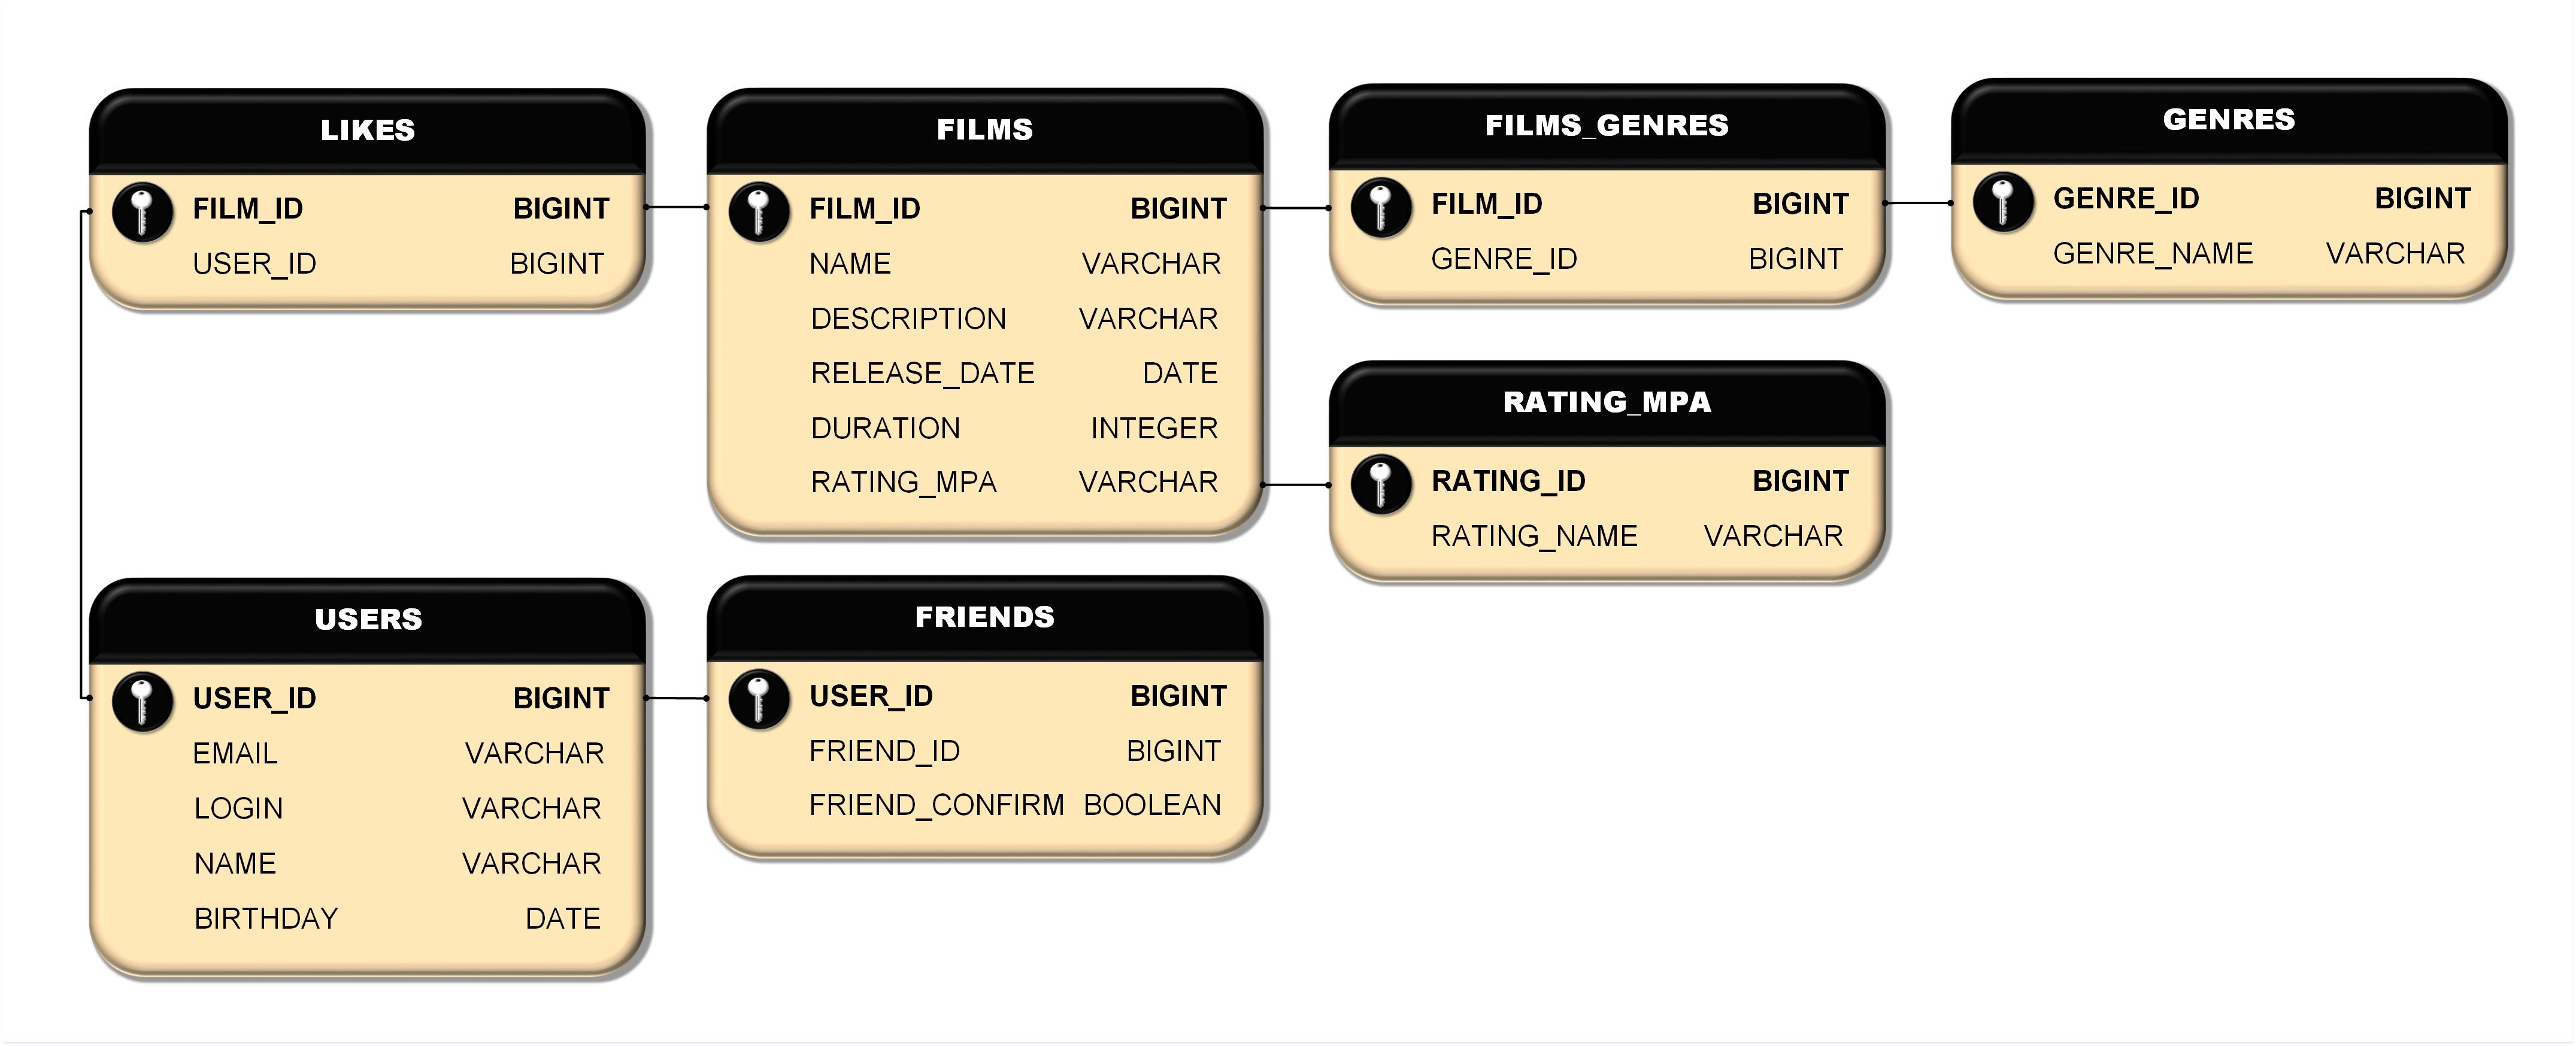 LIKES
FILM_ID BIGINT
USER_ID BIGINT
FILMS
FILM_ID BIGINT
NAME VARCHAR
DESCRIPTION VARCHAR
RELEASE_DATE DATE
DURATION INTEGER
RATING_MPA VARCHAR
FILMS_GENRES
FILM_ID BIGINT
GENRE_ID BIGINT
GENRES
GENRE_ID BIGINT
GENRE_NAME VARCHAR
RATING_MPA
RATING_ID BIGINT
RATING_NAME VARCHAR
USERS
USER_ID BIGINT
EMAIL VARCHAR
LOGIN VARCHAR
NAME VARCHAR
BIRTHDAY DATE
FRIENDS
USER_ID BIGINT
FRIEND_ID BIGINT
FRIEND_CONFIRM BOOLEAN